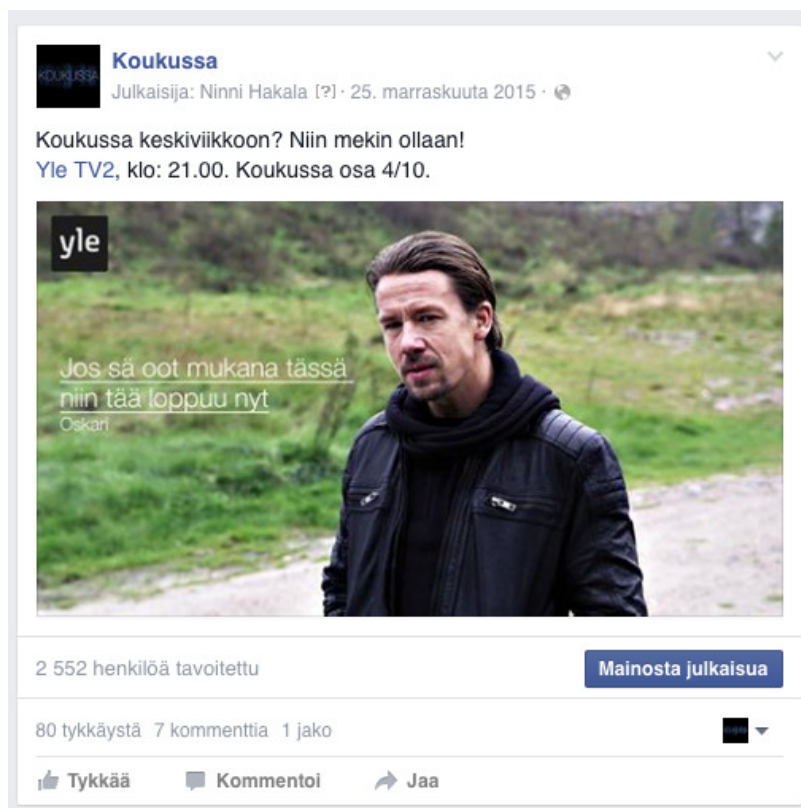 KOUKUSSA
Koukussa
Julkaisija: Ninni Hakala [?] · 25. marraskuuta 2015 ·
Koukussa keskiviikkoon? Niin mekin ollaan!
Yle TV2, klo: 21.00. Koukussa osa 4/10.
yle
Jos sä oot mukana tässä
niin tää loppuu nyt
Oskari
2 552 henkilöä tavoitettu
Mainosta julkaisua
80 tykkäystä 7 kommenttia 1 jako
Tykkää Kommentoi Jaa